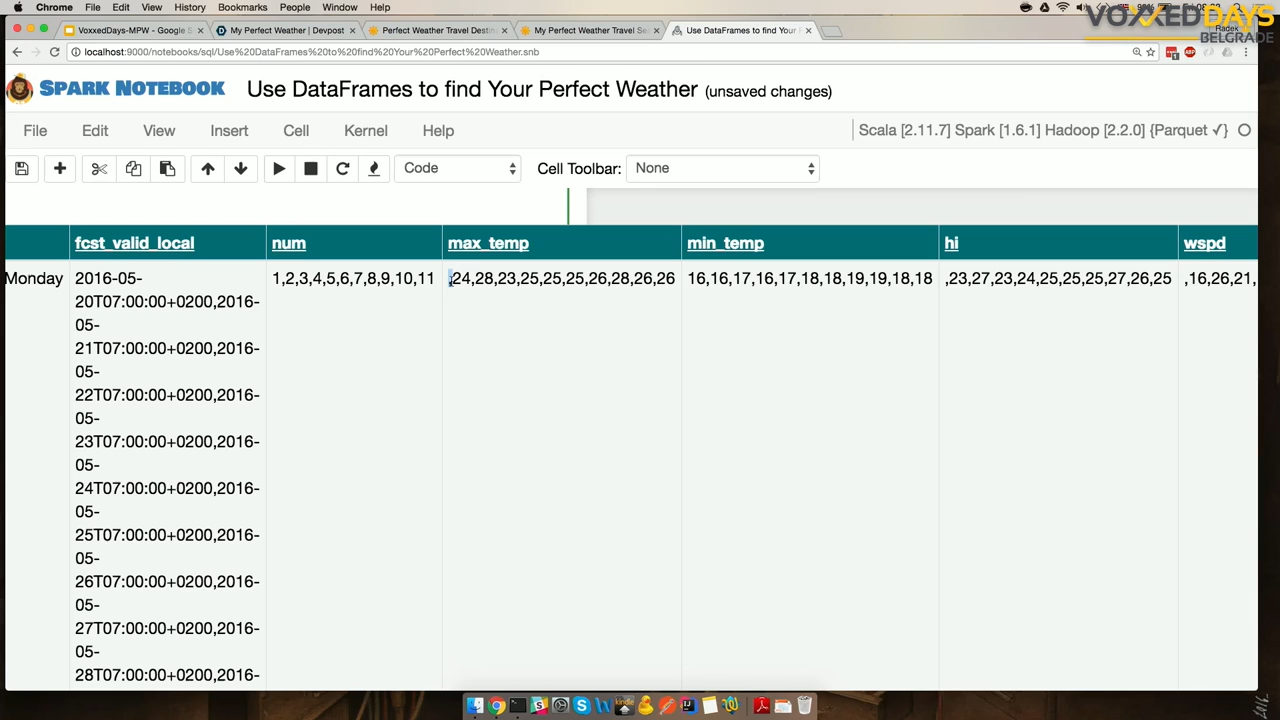 Chrome File Edit View History Bookmarks People Window Help
VOXXED DAYS
BELGRADE
VoxxedDays-MPW - Google S
My Perfect Weather | Devpost
Perfect Weather Travel Destin
My Perfect Weather Travel Se
Use DataFrames to find Your P
Radek
localhost:9000/notebooks/sql/Use%20DataFrames%20to%20find%20Your%20Perfect%20Weather.snb
SPARK NOTEBOOK Use DataFrames to find Your Perfect Weather (unsaved changes)
File Edit View Insert Cell Kernel Help Scala [2.11.7] Spark [1.6.1] Hadoop [2.2.0] {Parquet ✓}
Code Cell Toolbar: None
fcst_valid_local num max_temp min_temp hi wspd
Monday 2016-05- 1,2,3,4,5,6,7,8,9,10,11 ,24,28,23,25,25,25,26,28,26,26 16,16,17,16,17,18,18,19,19,18,18 ,23,27,23,24,25,25,25,27,26,25 ,16,26,21,
20T07:00:00+0200,2016-
05-
21T07:00:00+0200,2016-
05-
22T07:00:00+0200,2016-
05-
23T07:00:00+0200,2016-
05-
24T07:00:00+0200,2016-
05-
25T07:00:00+0200,2016-
05-
26T07:00:00+0200,2016-
05-
27T07:00:00+0200,2016-
05-
28T07:00:00+0200,2016-